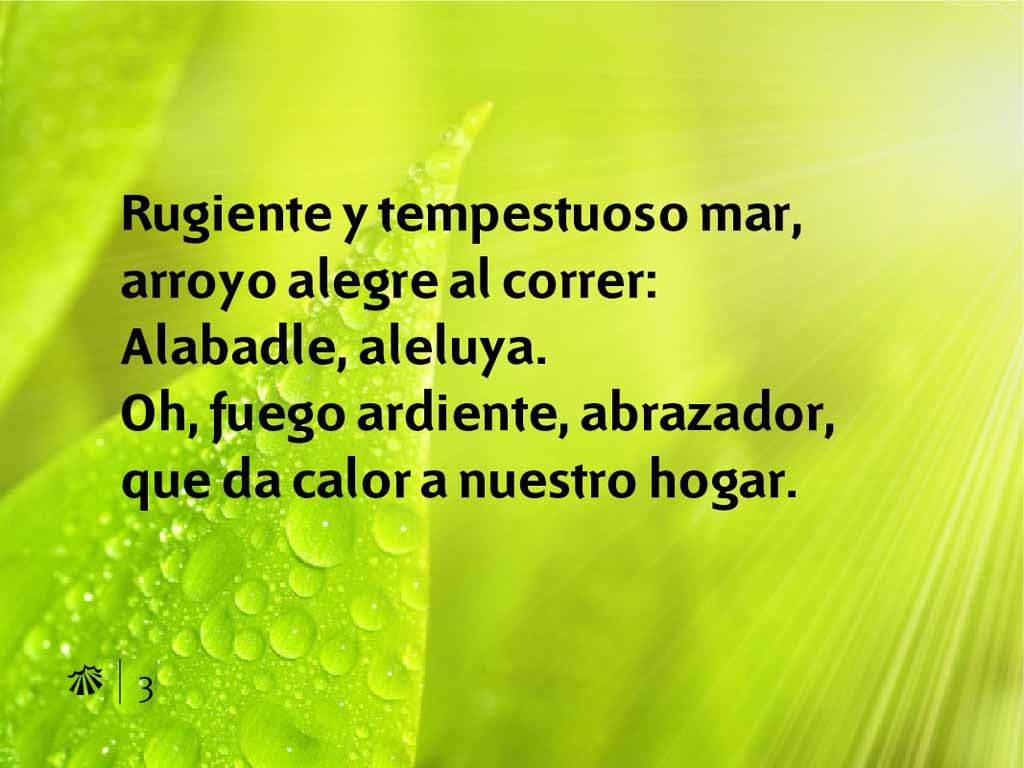 Rugiente y tempestuoso mar,
arroyo alegre al correr:
Alabadle, aleluya.
Oh, fuego ardiente, abrazador,
que da calor a nuestro hogar.
3